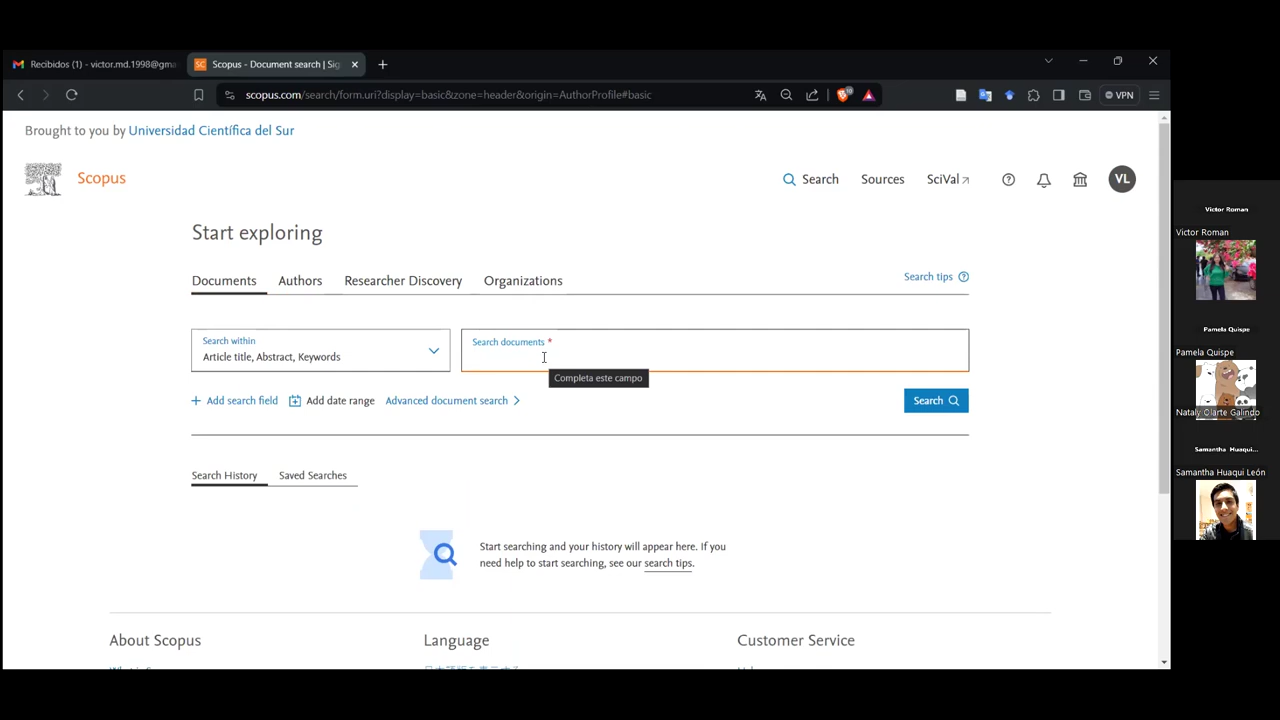 Recibidos (1) - victor.md.1998@gma
Scopus - Document search | Sig
scopus.com/search/form.uri?display=basic&zone=header&origin=AuthorProfile#basic
VPN
Brought to you by Universidad Científica del Sur
Scopus
Search
Sources
SciVal
VL
Start exploring
Documents
Authors
Researcher Discovery
Organizations
Search tips
Search within
Article title, Abstract, Keywords
Search documents *
Completa este campo
Add search field
Add date range
Advanced document search
Search
Search History
Saved Searches
Start searching and your history will appear here. If you
need help to start searching, see our search tips.
About Scopus
Language
Customer Service
Victor Roman
Victor Roman
Pamela Quispe
Pamela Quispe
Nataly Olarte Galindo
Samantha Huaqui...
Samantha Huaqui León